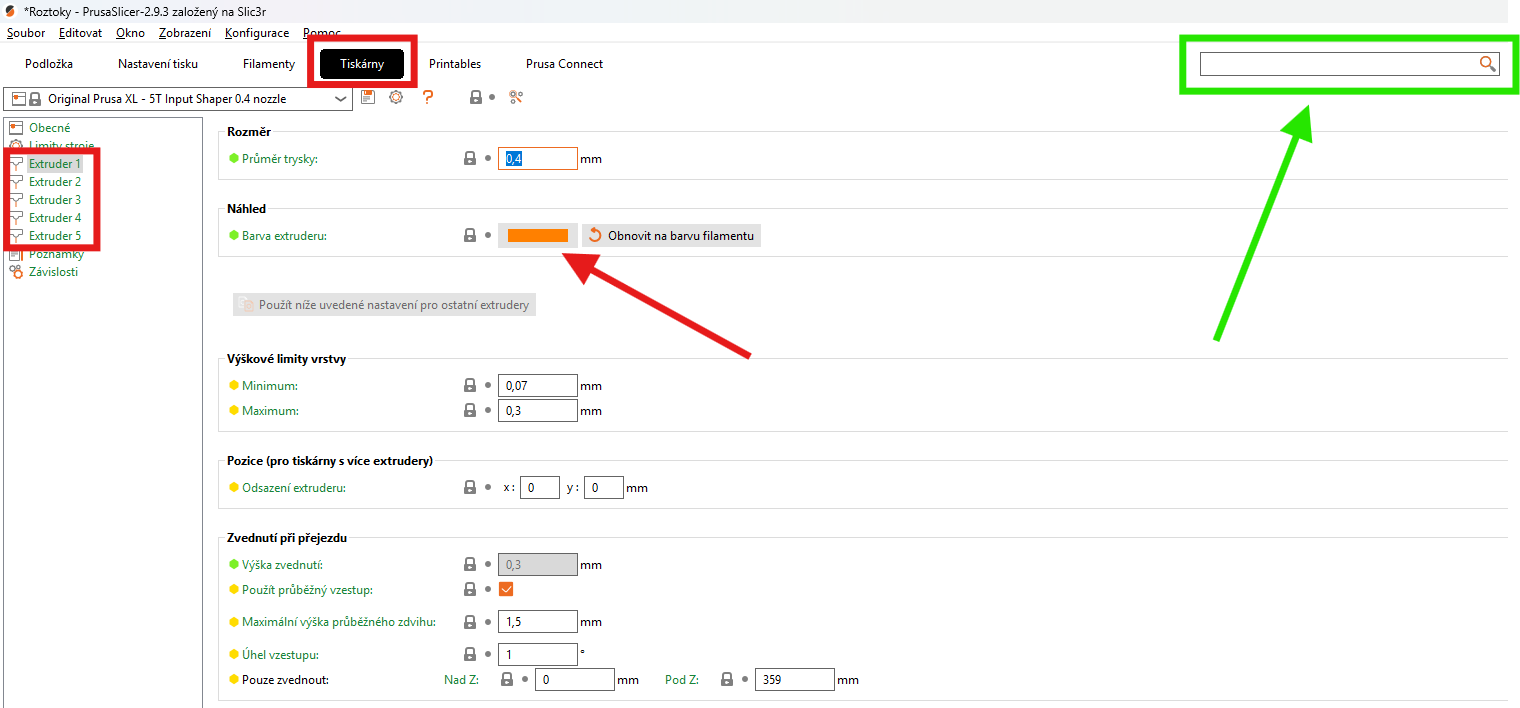 *Roztoky - PrusaSlicer-2.9.3 založený na Slic3r
Soubor Editovat Okno Zobrazení Konfigurace Pomoc
Podložka Nastavení tisku Filamenty Tiskárny Printables Prusa Connect
Original Prusa XL - 5T Input Shaper 0.4 nozzle ?
Obecné
Limity stroje
Extruder 1
Extruder 2
Extruder 3
Extruder 4
Extruder 5
Poznámky
Závislosti
Rozměr
Průměr trysky: 0,4 mm
Náhled
Barva extruderu: Obnovit na barvu filamentu
Použít níže uvedené nastavení pro ostatní extrudery
Výškové limity vrstvy
Minimum: 0,07 mm
Maximum: 0,3 mm
Pozice (pro tiskárny s více extrudery)
Odsazení extruderu: x: 0 y: 0 mm
Zvednutí při přejezdu
Výška zvednutí: 0,3 mm
Použít průběžný vzestup:
Maximální výška průběžného zdvihu: 1,5 mm
Úhel vzestupu: 1 °
Pouze zvednout: Nad Z: 0 mm Pod Z: 359 mm